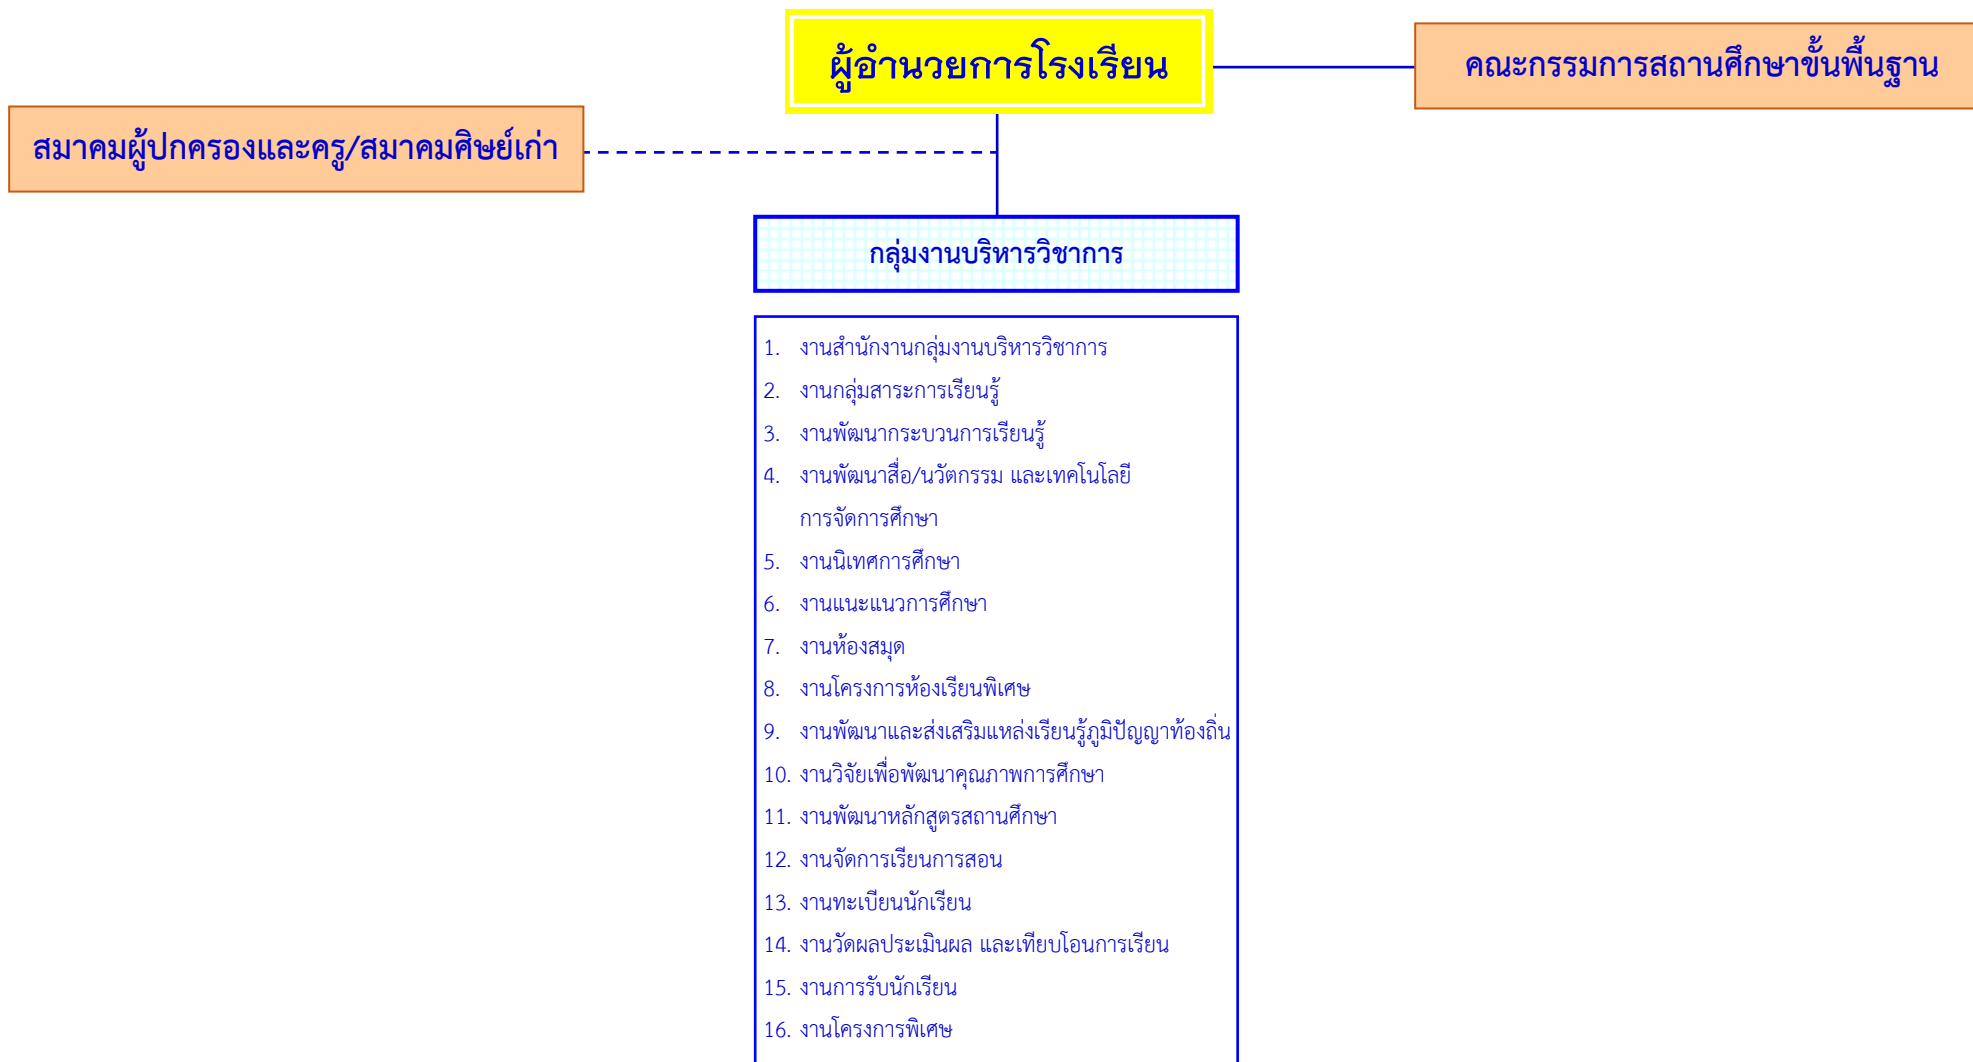 ผู้อำนวยการโรงเรียน
คณะกรรมการสถานศึกษาขั้นพื้นฐาน
สมาคมผู้ปกครองและครู/สมาคมศิษย์เก่า
กลุ่มงานบริหารวิชาการ
1. งานสำนักงานกลุ่มงานบริหารวิชาการ
2. งานกลุ่มสาระการเรียนรู้
3. งานพัฒนากระบวนการเรียนรู้
4. งานพัฒนาสื่อ/นวัตกรรม และเทคโนโลยี
การจัดการศึกษา
5. งานนิเทศการศึกษา
6. งานแนะแนวการศึกษา
7. งานห้องสมุด
8. งานโครงการห้องเรียนพิเศษ
9. งานพัฒนาและส่งเสริมแหล่งเรียนรู้ภูมิปัญญาท้องถิ่น
10. งานวิจัยเพื่อพัฒนาคุณภาพการศึกษา
11. งานพัฒนาหลักสูตรสถานศึกษา
12. งานจัดการเรียนการสอน
13. งานทะเบียนนักเรียน
14. งานวัดผลประเมินผล และเทียบโอนการเรียน
15. งานการรับนักเรียน
16. งานโครงการพิเศษ